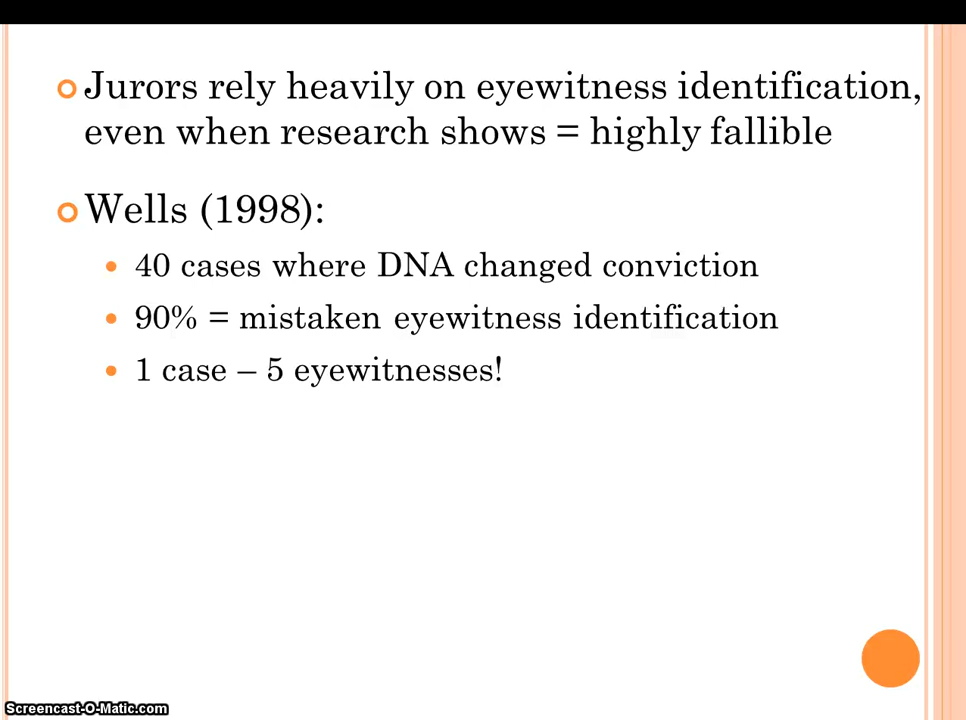 Jurors rely heavily on eyewitness identification,
even when research shows = highly fallible
Wells (1998):
40 cases where DNA changed conviction
90% = mistaken eyewitness identification
1 case – 5 eyewitnesses!
Screencast-O-Matic.com